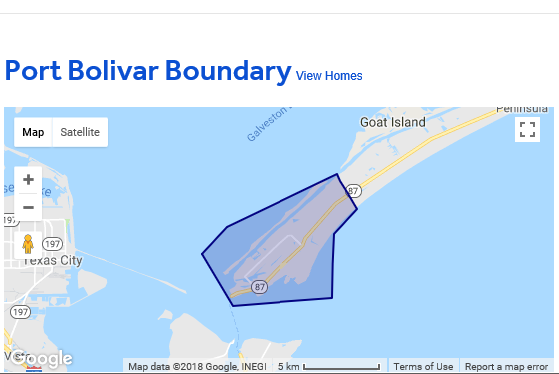 Port Bolivar Boundary View Homes
Peninsula
Goat Island
Galveston
Map Satellite
87
197
197
Texas City
87
197
Google
Map data ©2018 Google, INEGI 5 km Terms of Use Report a map error